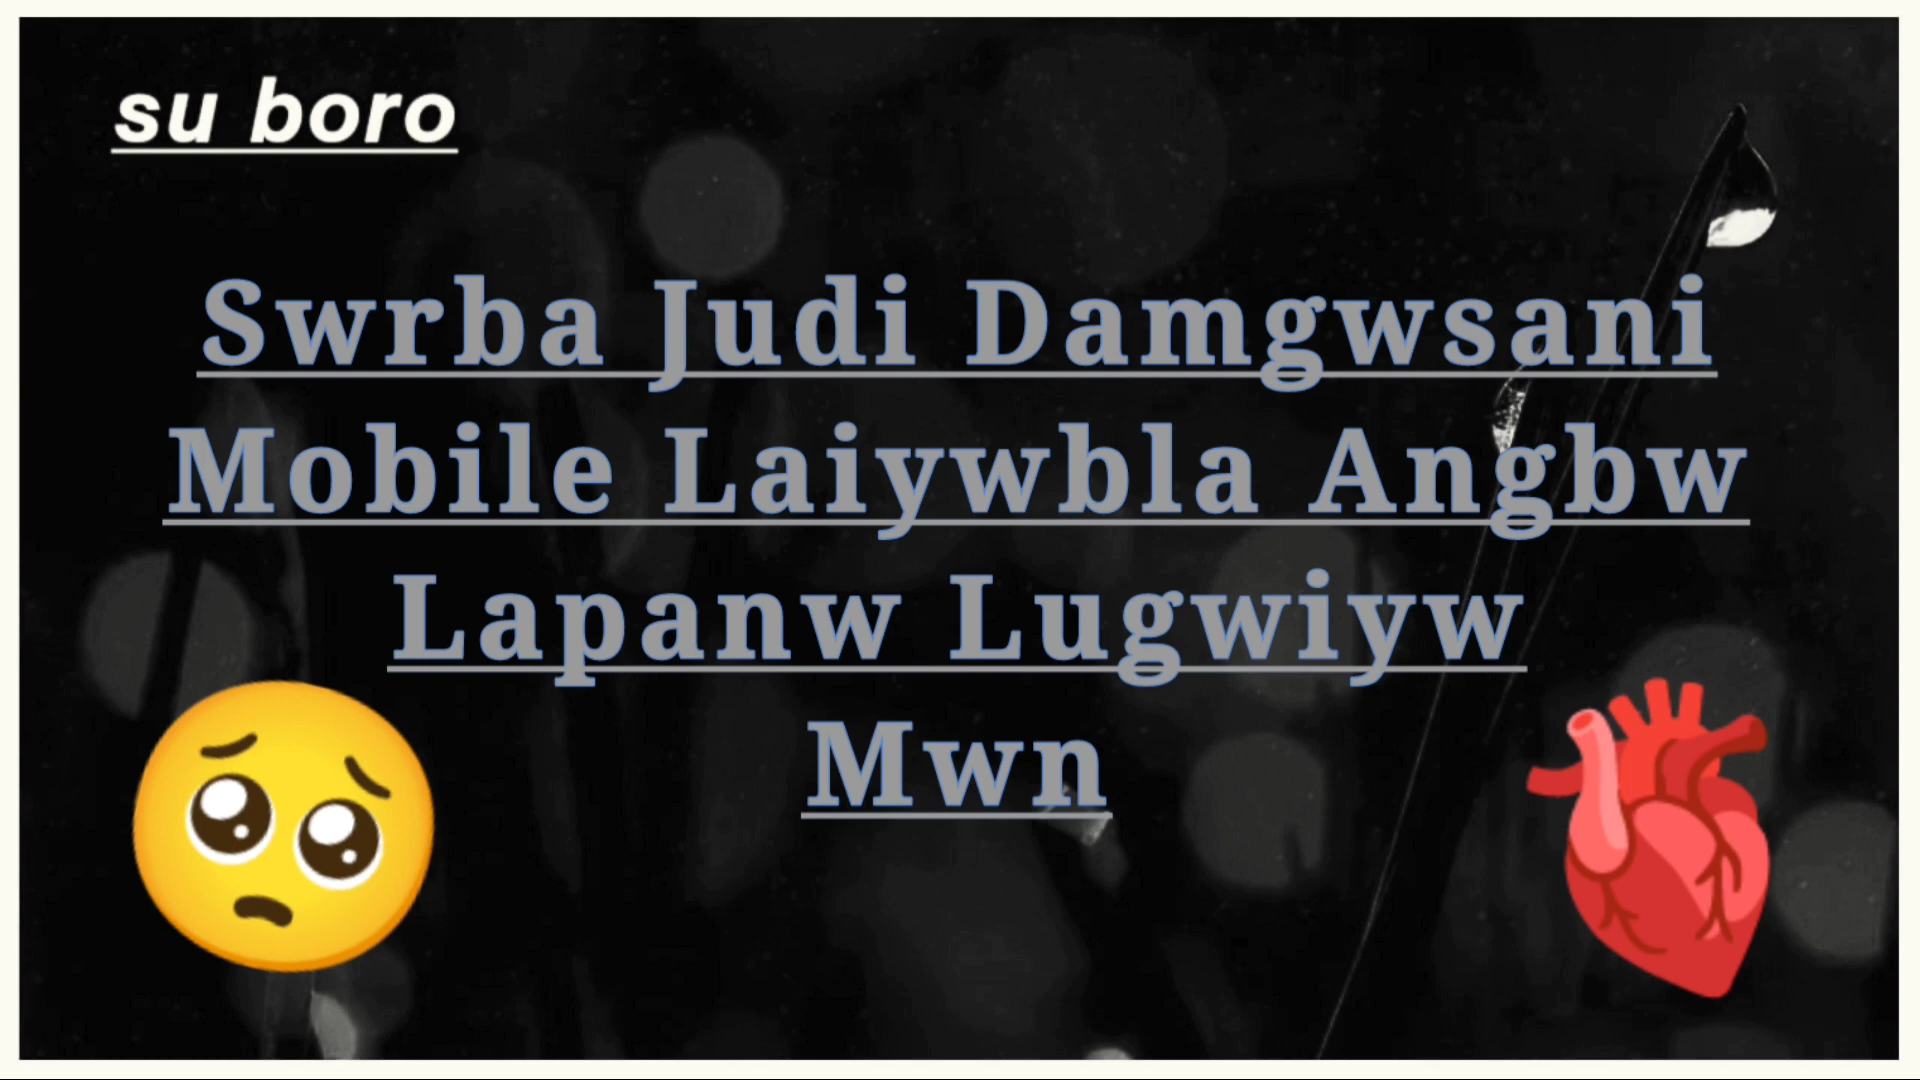 su boro
Swrba Judi Damgwsani
Mobile Laiywbla Angbw
Lapanw Lugwiyw
Mwn